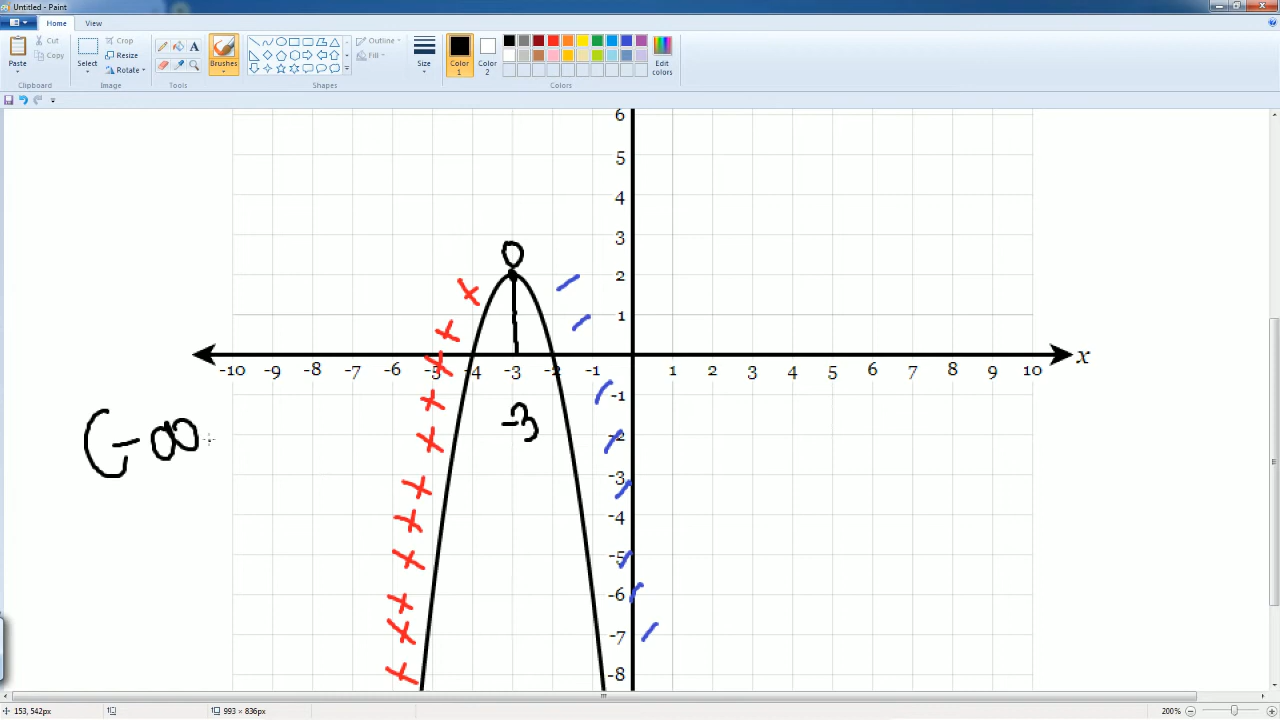 Untitled - Paint
Home View
Paste
Cut
Copy
Clipboard
Select
Crop
Resize
Rotate
Image
A
Tools
Brushes
Outline
Fill
Shapes
Size
Color 1
Color 2
Edit colors
Colors
6
5
4
0
3
2
1
x
-10 -9 -8 -7 -6 -5 -4 -3 -2 -1 1 2 3 4 5 6 7 8 9 10
-1
-3
-2
(-∞
-3
-4
-5
-6
-7
-8
153, 542px
993 × 836px
200%